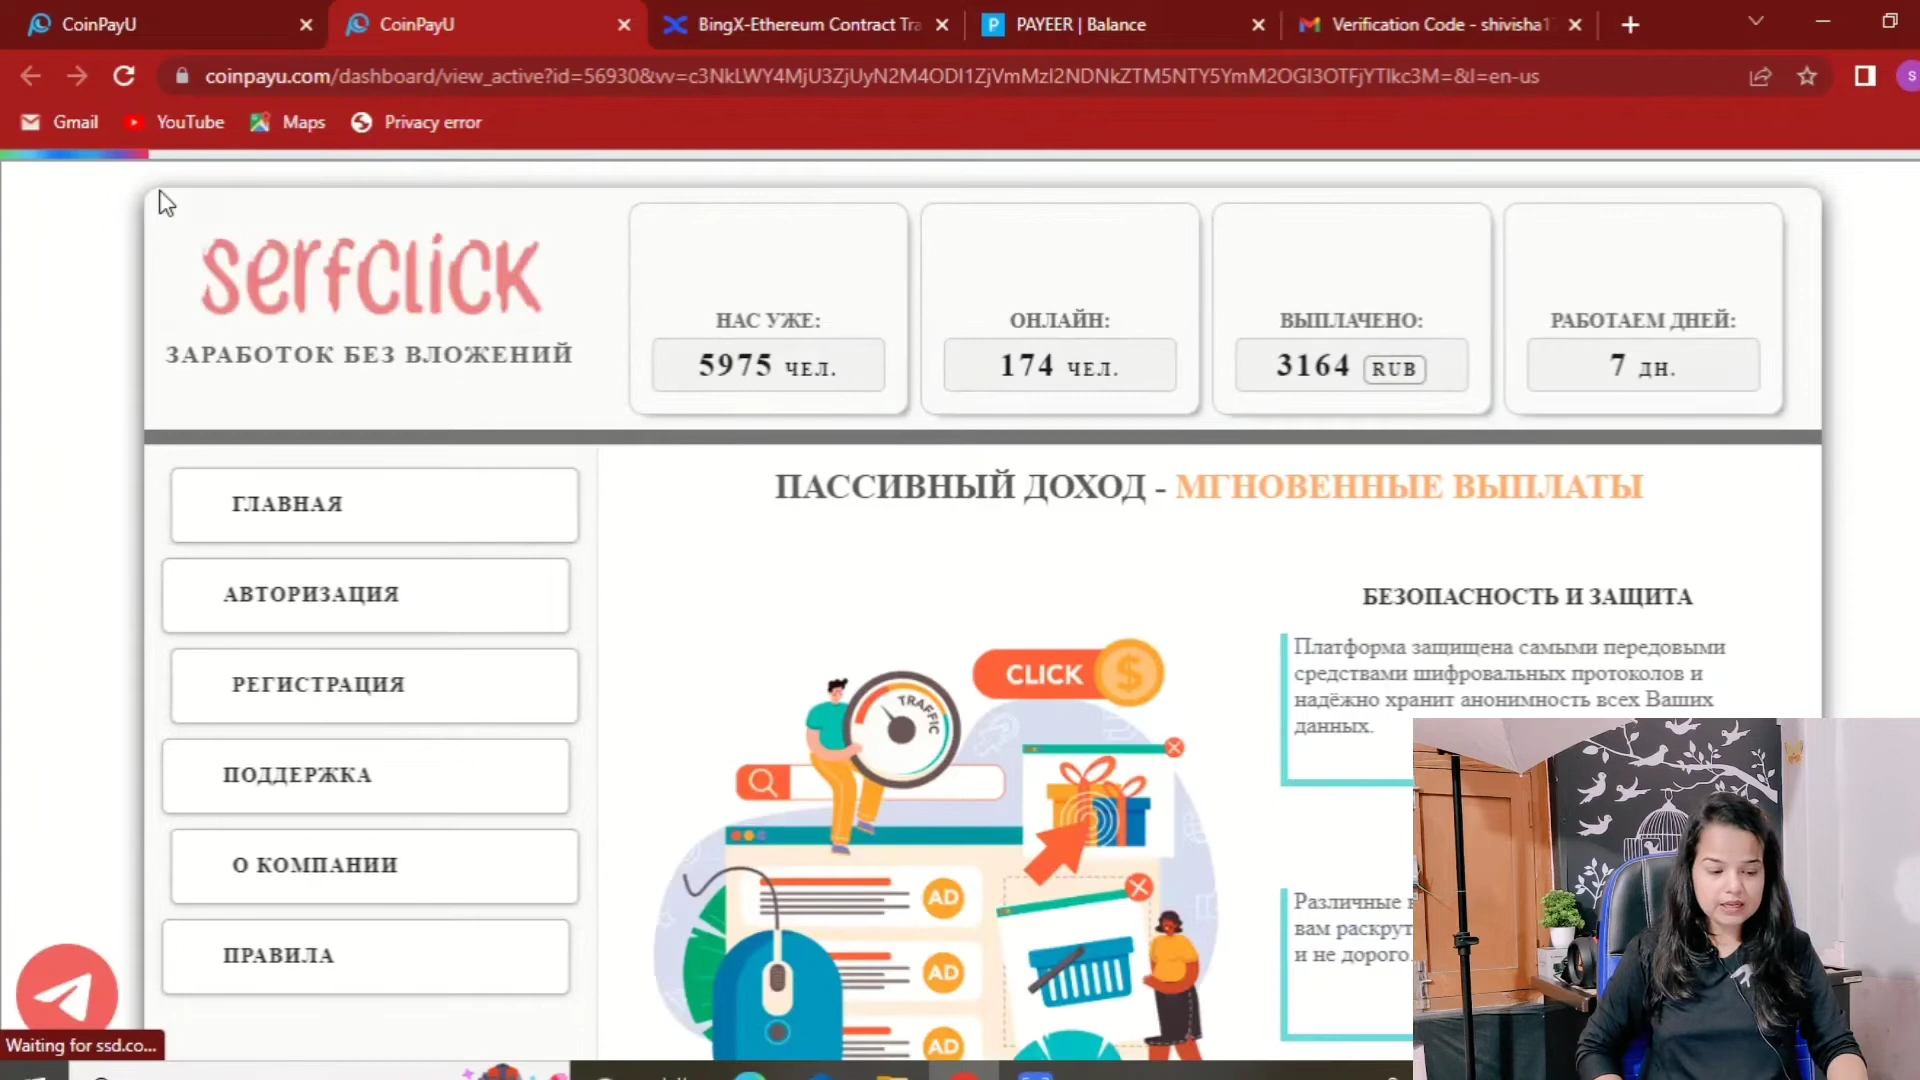 CoinPayU
CoinPayU
BingX-Ethereum Contract Tra
PAYEER | Balance
Verification Code - shivisha1
coinpayu.com/dashboard/view_active?id=56930&vv=c3NkLWY4MjU3ZjUyN2M4ODI1ZjVmMzI2NDNkZTM5NTY5YmM2OGI3OTFjYTIkc3M=&l=en-us
S
Gmail
YouTube
Maps
Privacy error
serfclick
ЗАРАБОТОК БЕЗ ВЛОЖЕНИЙ
НАС УЖЕ:
5975 ЧЕЛ.
ОНЛАЙН:
174 ЧЕЛ.
ВЫПЛАЧЕНО:
3164 RUB
РАБОТАЕМ ДНЕЙ:
7 ДН.
ГЛАВНАЯ
АВТОРИЗАЦИЯ
РЕГИСТРАЦИЯ
ПОДДЕРЖКА
О КОМПАНИИ
ПРАВИЛА
ПАССИВНЫЙ ДОХОД - МГНОВЕННЫЕ ВЫПЛАТЫ
CLICK $
TRAFFIC
AD
AD
AD
БЕЗОПАСНОСТЬ И ЗАЩИТА
Платформа защищена самыми передовыми
средствами шифровальных протоколов и
надёжно хранит анонимность всех Ваших
данных.
Различные
вам раскрут
и не дорого.
Waiting for ssd.co...